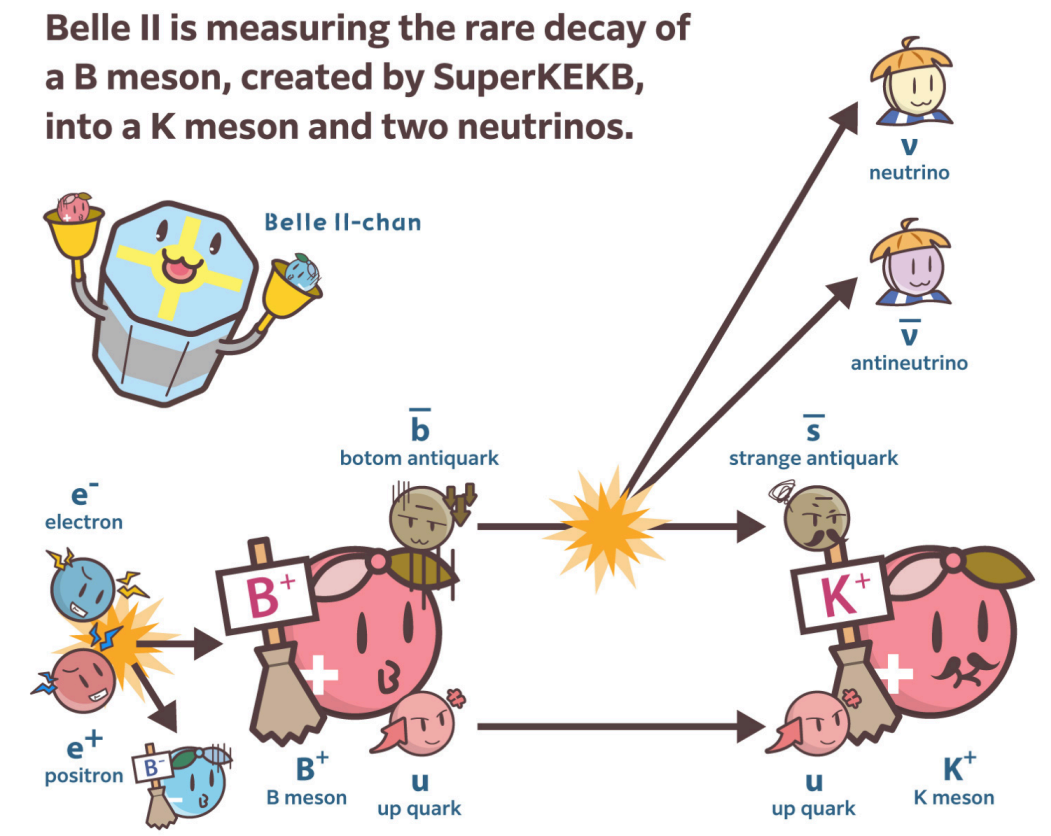 Belle II is measuring the rare decay of
a B meson, created by SuperKEKB,
into a K meson and two neutrinos.
ν
neutrino
Belle II-chan
ν̅
antineutrino
b̅
botom antiquark
s̅
strange antiquark
e⁻
electron
B⁺
K⁺
e⁺
positron
B⁻
B⁺
B meson
u
up quark
u
up quark
K⁺
K meson